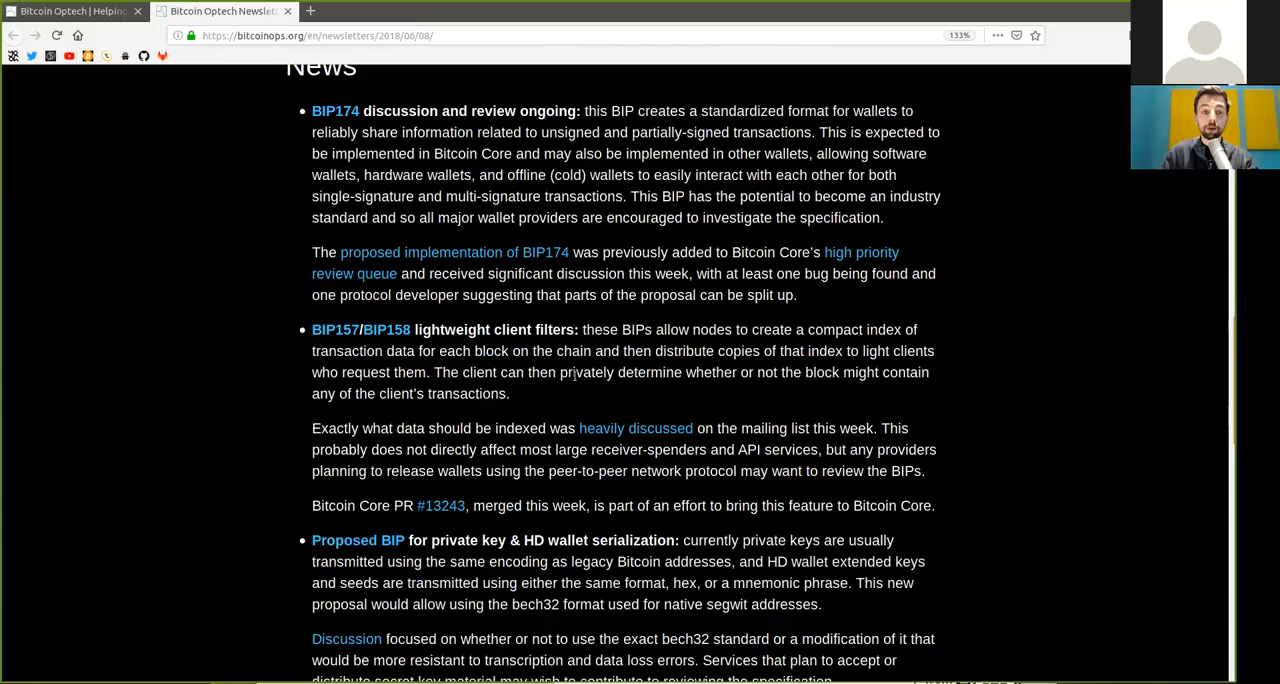 Bitcoin Optech | Helping
Bitcoin Optech Newslett
https://bitcoinops.org/en/newsletters/2018/06/08/
133%
News
BIP174 discussion and review ongoing: this BIP creates a standardized format for wallets to
reliably share information related to unsigned and partially-signed transactions. This is expected to
be implemented in Bitcoin Core and may also be implemented in other wallets, allowing software
wallets, hardware wallets, and offline (cold) wallets to easily interact with each other for both
single-signature and multi-signature transactions. This BIP has the potential to become an industry
standard and so all major wallet providers are encouraged to investigate the specification.
The proposed implementation of BIP174 was previously added to Bitcoin Core's high priority
review queue and received significant discussion this week, with at least one bug being found and
one protocol developer suggesting that parts of the proposal can be split up.
BIP157/BIP158 lightweight client filters: these BIPs allow nodes to create a compact index of
transaction data for each block on the chain and then distribute copies of that index to light clients
who request them. The client can then privately determine whether or not the block might contain
any of the client's transactions.
Exactly what data should be indexed was heavily discussed on the mailing list this week. This
probably does not directly affect most large receiver-spenders and API services, but any providers
planning to release wallets using the peer-to-peer network protocol may want to review the BIPs.
Bitcoin Core PR #13243, merged this week, is part of an effort to bring this feature to Bitcoin Core.
Proposed BIP for private key & HD wallet serialization: currently private keys are usually
transmitted using the same encoding as legacy Bitcoin addresses, and HD wallet extended keys
and seeds are transmitted using either the same format, hex, or a mnemonic phrase. This new
proposal would allow using the bech32 format used for native segwit addresses.
Discussion focused on whether or not to use the exact bech32 standard or a modification of it that
would be more resistant to transcription and data loss errors. Services that plan to accept or
distribute secret key material may wish to contribute to reviewing the specification.